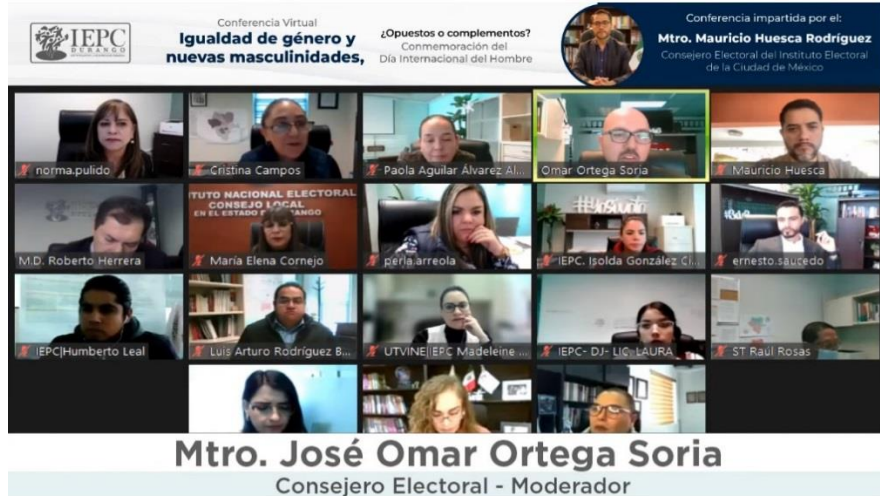 IEPC
DURANGO
Conferencia Virtual
Igualdad de género y
nuevas masculinidades,
¿Opuestos o complementos?
Conmemoración del
Día Internacional del Hombre
Conferencia impartida por el:
Mtro. Mauricio Huesca Rodríguez
Consejero Electoral del Instituto Electoral
de la Ciudad de México
norma.pulido
Cristina Campos
Paola Aguilar Álvarez Al...
Omar Ortega Soria
Mauricio Huesca
TUTO NACIONAL ELECTORAL
CONSEJO LOCAL
EN EL ESTADO DE DURANGO
M.D. Roberto Herrera
María Elena Cornejo
perla.arreola
IEPC. Isolda González Ci...
ernesto.saucedo
IEPC|Humberto Leal
Luis Arturo Rodríguez B...
UTVINE|IEPC Madeleine ...
IEPC- DJ- LIC. LAURA
ST Raúl Rosas
Mtro. José Omar Ortega Soria
Consejero Electoral - Moderador